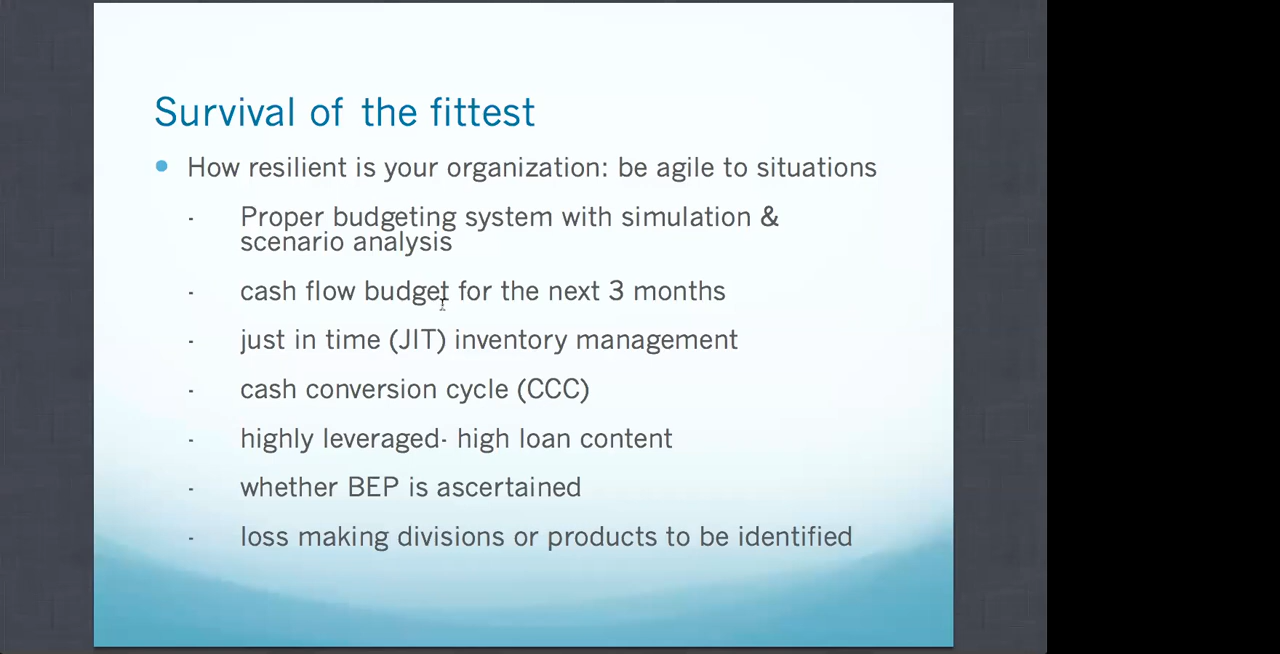 Survival of the fittest
How resilient is your organization: be agile to situations
- Proper budgeting system with simulation &
scenario analysis
- cash flow budget for the next 3 months
- just in time (JIT) inventory management
- cash conversion cycle (CCC)
- highly leveraged- high loan content
- whether BEP is ascertained
- loss making divisions or products to be identified